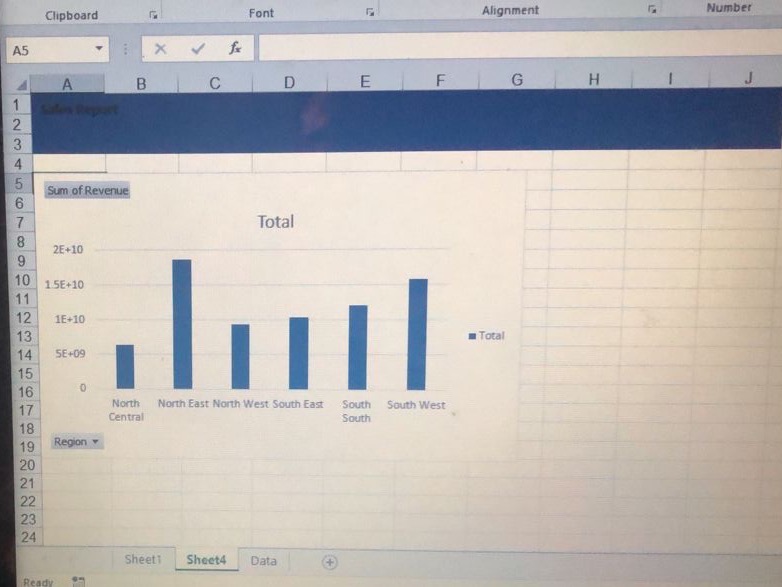 Clipboard Font Alignment Number
A5 fx
A B C D E F G H I J
1 Sales Report
2
3
4
5
Sum of Revenue
6
7 Total
8
2E+10
9
10 1.5E+10
11
12 1E+10
13 Total
14 5E+09
15
16 0
17 North Central North East North West South East South South South West
18
19 Region
20
21
22
23
24
Sheet1 Sheet4 Data
Ready